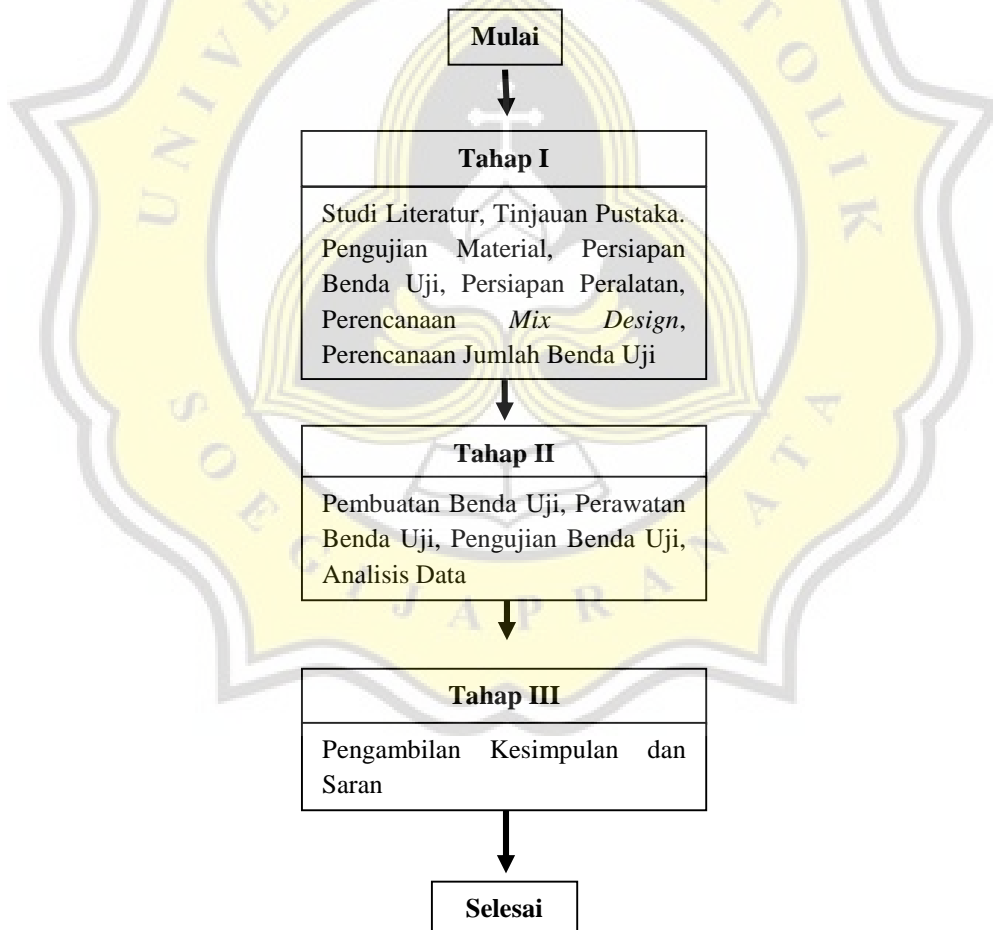 Mulai
Tahap I
Studi Literatur, Tinjauan Pustaka.
Pengujian Material, Persiapan
Benda Uji, Persiapan Peralatan,
Perencanaan Mix Design,
Perencanaan Jumlah Benda Uji
Tahap II
Pembuatan Benda Uji, Perawatan
Benda Uji, Pengujian Benda Uji,
Analisis Data
Tahap III
Pengambilan Kesimpulan dan
Saran
Selesai
SOEGIJAPRANATA